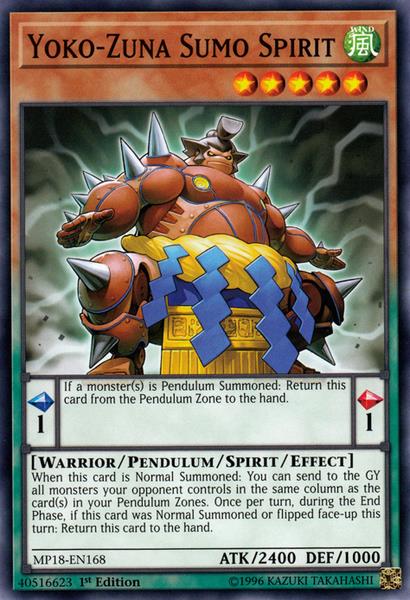 YOKO-ZUNA SUMO SPIRIT
WIND
風
If a monster(s) is Pendulum Summoned: Return this
card from the Pendulum Zone to the hand.
1
1
[WARRIOR/PENDULUM/SPIRIT/EFFECT]
When this card is Normal Summoned: You can send to the GY
all monsters your opponent controls in the same column as the
card(s) in your Pendulum Zones. Once per turn, during the End
Phase, if this card was Normal Summoned or flipped face-up this
turn: Return this card to the hand.
MP18-EN168
ATK/2400 DEF/1000
40516623
1st Edition
©1996 KAZUKI TAKAHASHI